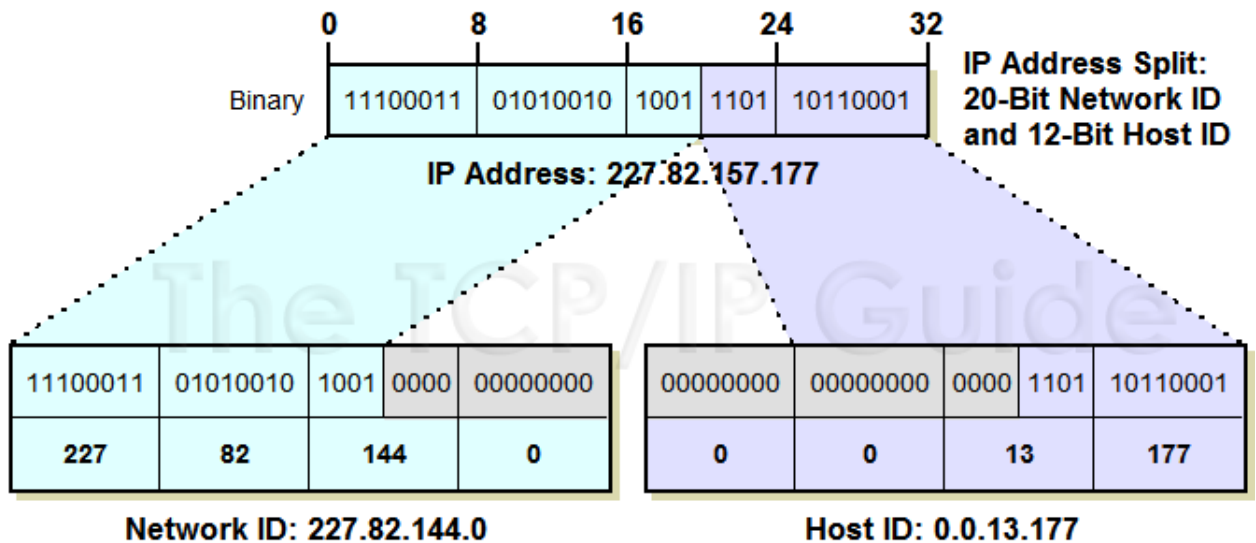 0 8 16 24 32
Binary 11100011 01010010 1001 1101 10110001
IP Address Split:
20-Bit Network ID
and 12-Bit Host ID
IP Address: 227.82.157.177
The TCP/IP Guide
11100011 01010010 1001 0000 00000000
227 82 144 0
Network ID: 227.82.144.0
00000000 00000000 0000 1101 10110001
0 0 13 177
Host ID: 0.0.13.177